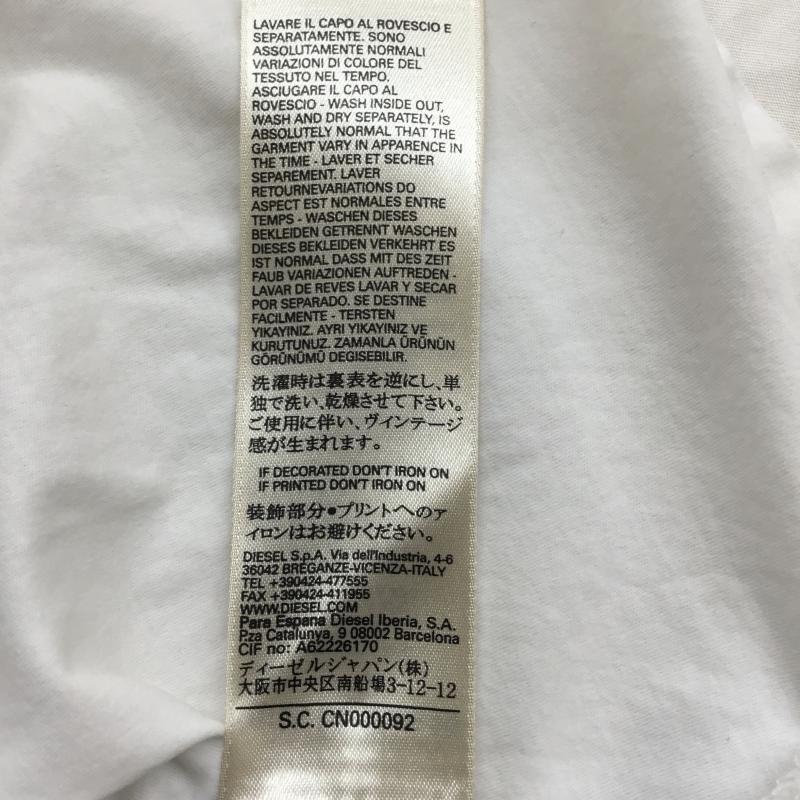 LAVARE IL CAPO AL ROVESCIO E
SEPARATAMENTE. SONO
ASSOLUTAMENTE NORMALI
VARIAZIONI DI COLORE DEL
TESSUTO NEL TEMPO.
ASCIUGARE IL CAPO AL
ROVESCIO - WASH INSIDE OUT,
WASH AND DRY SEPARATELY, IS
ABSOLUTELY NORMAL THAT THE
GARMENT VARY IN APPARENCE IN
THE TIME - LAVER ET SECHER
SEPAREMENT. LAVER
RETOURNEVARIATIONS DO
ASPECT EST NORMALES ENTRE
TEMPS - WASCHEN DIESES
BEKLEIDEN GETRENNT WASCHEN
DIESES BEKLEIDEN VERKEHRT ES
IST NORMAL DASS MIT DES ZEIT
FAUB VARIAZIONEN AUFTREDEN -
LAVAR DE REVES LAVAR Y SECAR
POR SEPARADO. SE DESTINE
FACILMENTE - TERSTEN
YIKAYINIZ. AYRI YIKAYINIZ VE
KURUTUNUZ. ZAMANLA ÜRÜNÜN
GÖRÜNÜMÜ DEGISEBILIR.
洗濯時は裏表を逆にし、単
独で洗い、乾燥させて下さい。
ご使用に伴い、ヴィンテージ
感が生まれます。
IF DECORATED DON'T IRON ON
IF PRINTED DON'T IRON ON
装飾部分●プリントへのア
イロンはお避けください。
DIESEL S.p.A. Via dell'Industria, 4-6
36042 BREGANZE-VICENZA-ITALY
TEL +390424-477555
FAX +390424-411955
WWW.DIESEL.COM
Para Espana Diesel Iberia, S.A.
P.za Catalunya, 9 08002 Barcelona
CIF no: A62226170
ディーゼルジャパン(株)
大阪市中央区南船場3-12-12
S.C. CN000092